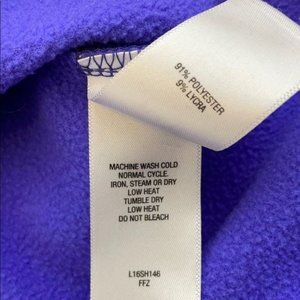 91% POLYESTER
9% LYCRA
MACHINE WASH COLD
NORMAL CYCLE.
IRON, STEAM OR DRY
LOW HEAT
TUMBLE DRY
LOW HEAT
DO NOT BLEACH
L16SH146
FFZ